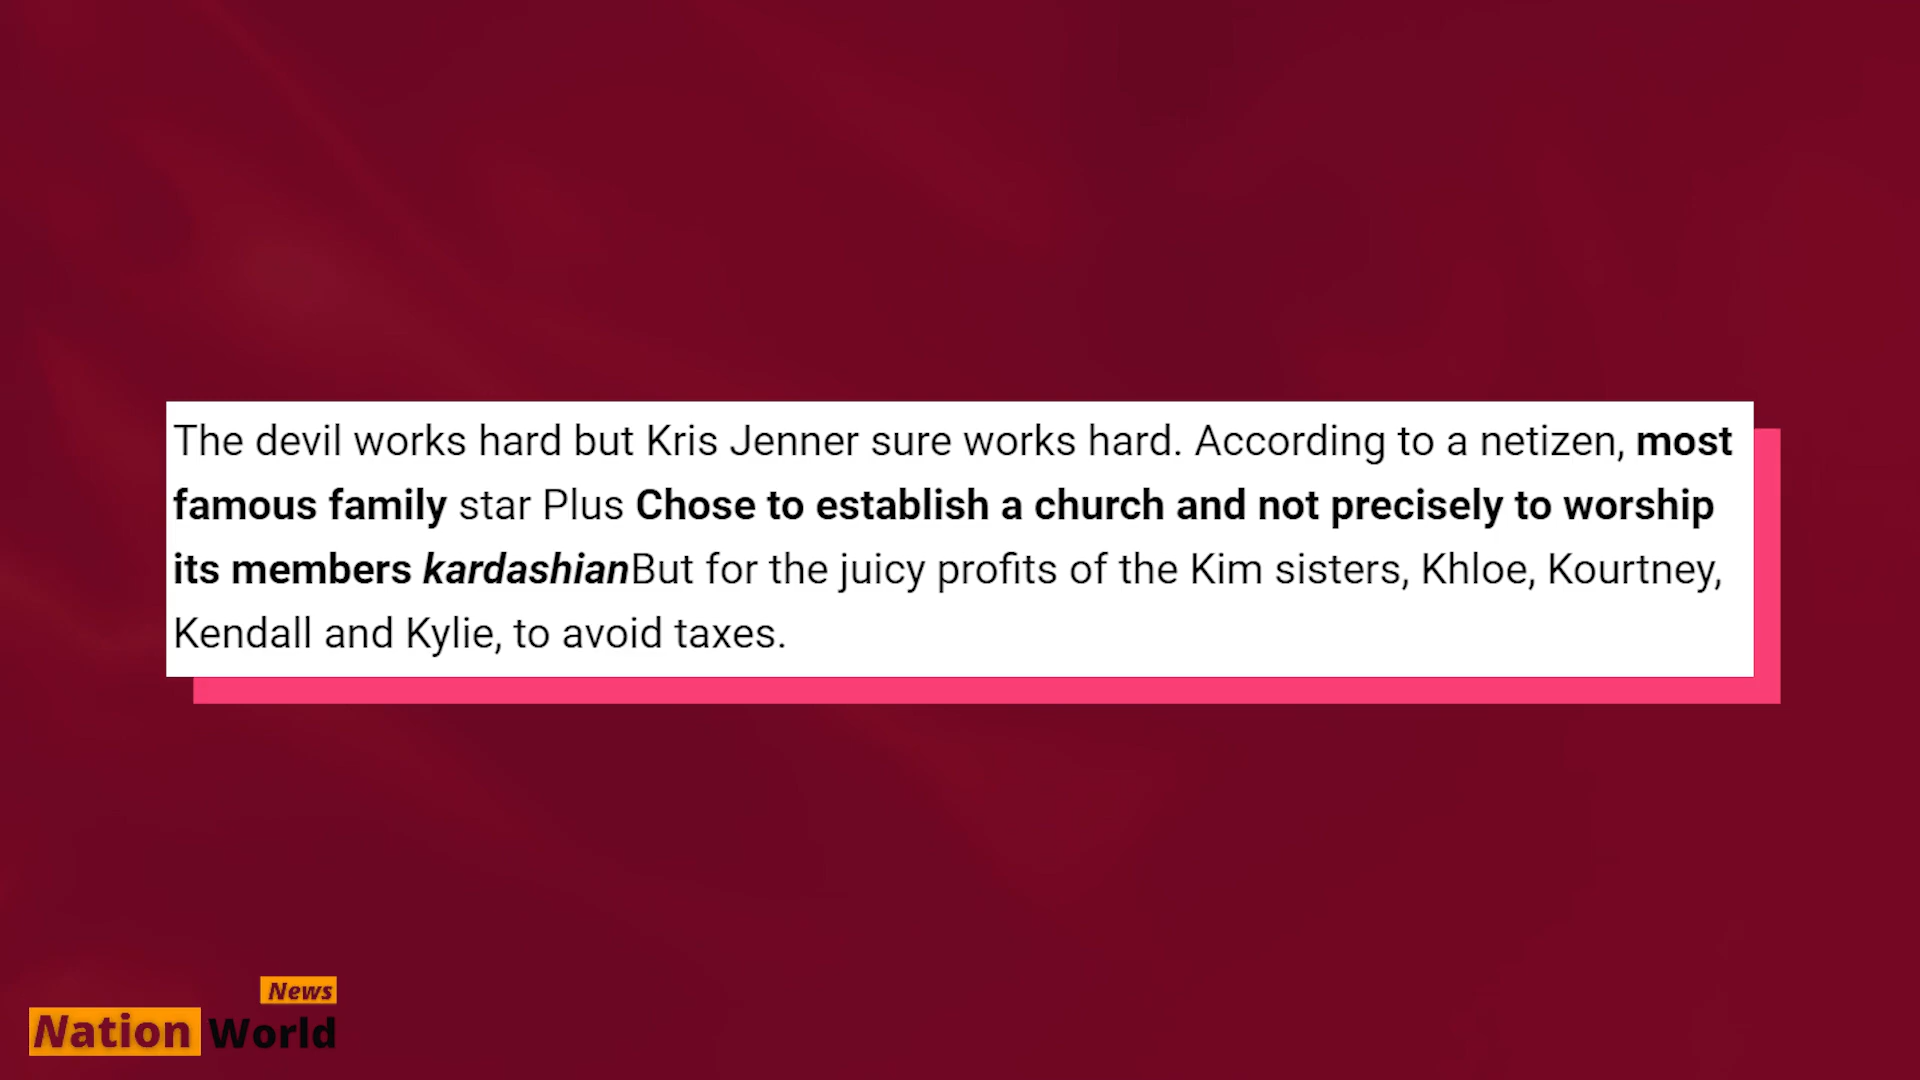 The devil works hard but Kris Jenner sure works hard. According to a netizen, most
famous family star Plus Chose to establish a church and not precisely to worship
its members kardashianBut for the juicy profits of the Kim sisters, Khloe, Kourtney,
Kendall and Kylie, to avoid taxes.
News
Nation World